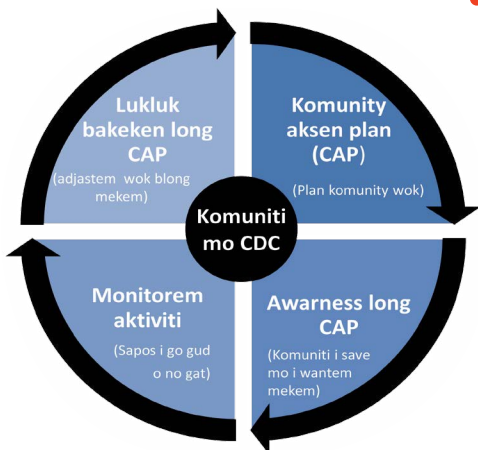 Lukluk
bakeken long
CAP
(adjastem wok blong
mekem)
Komunity
aksen plan
(CAP)
(Plan komunity wok)
Komuniti
mo CDC
Monitorem
aktiviti
(Sapos i go gud
o no gat)
Awarness long
CAP
(Komuniti i save
mo i wantem
mekem)